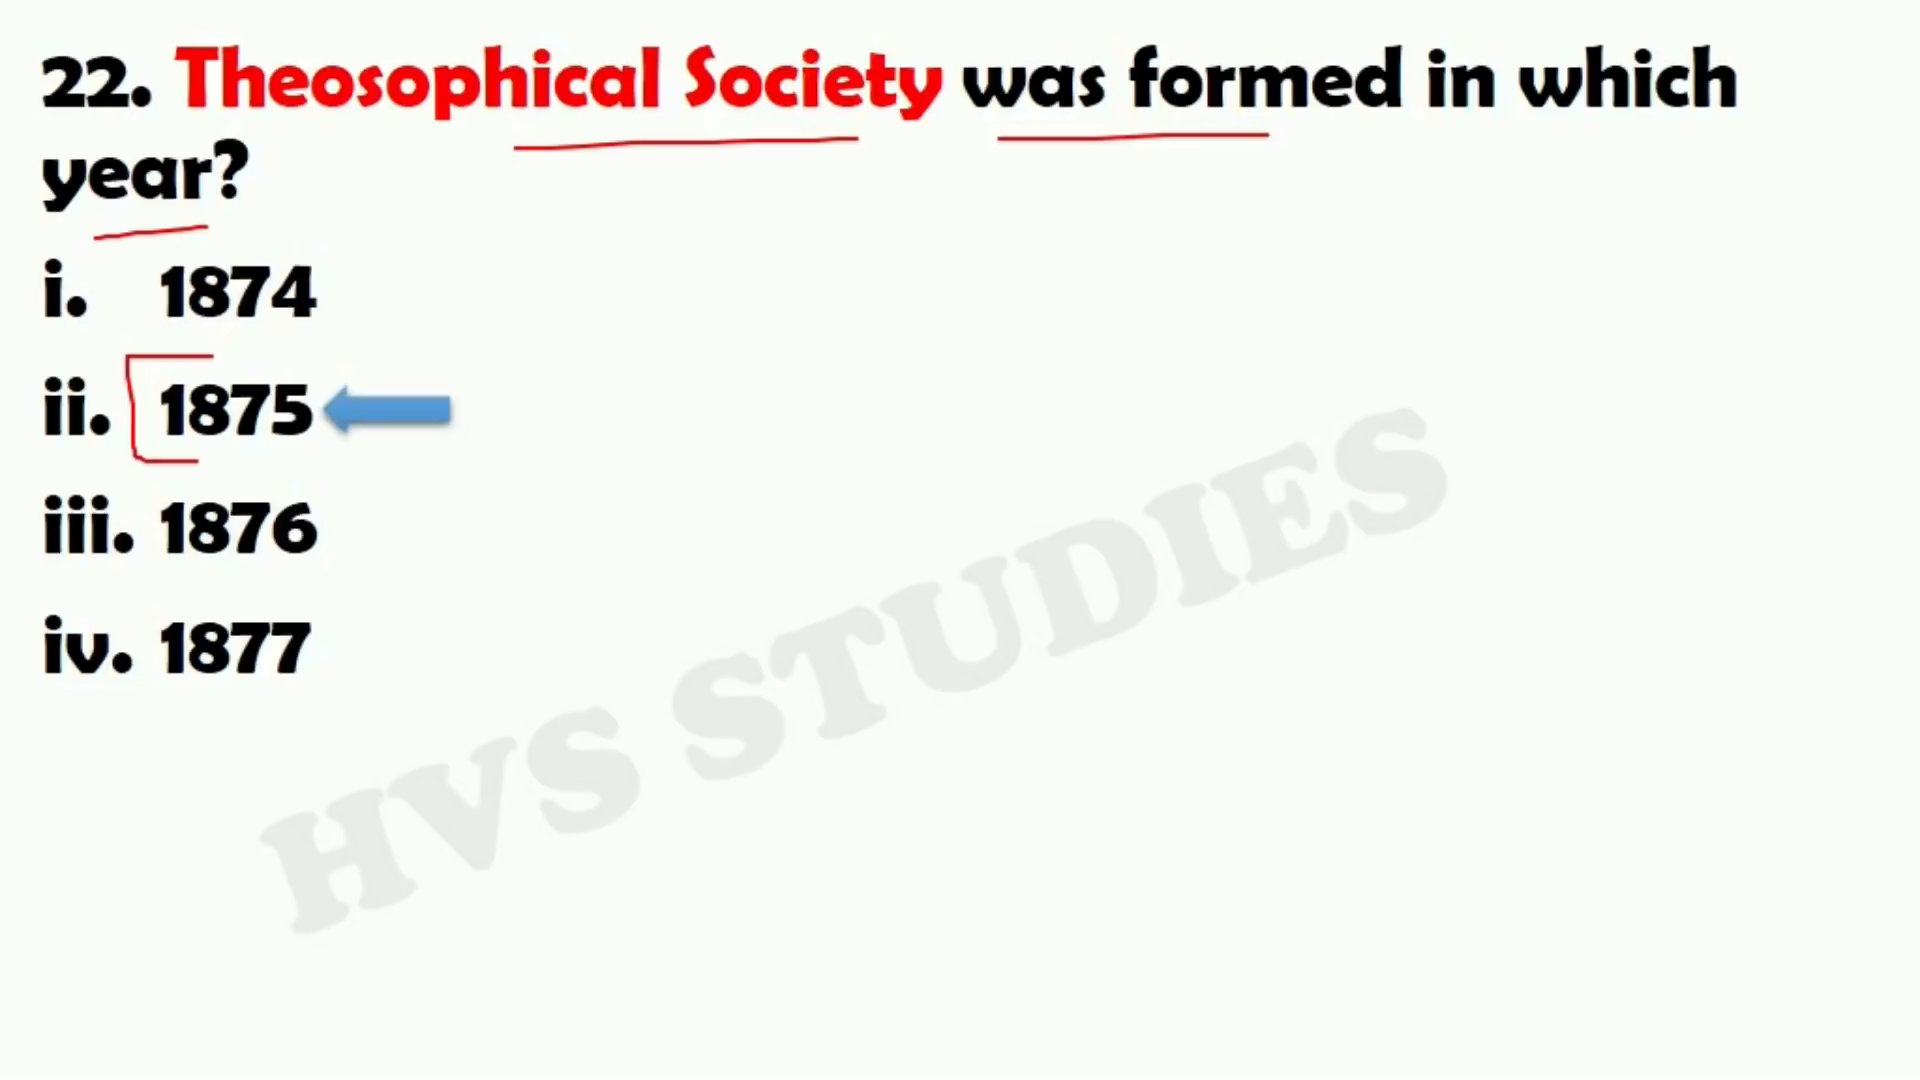 22. Theosophical Society was formed in which
year?
i. 1874
ii. 1875
iii. 1876
iv. 1877
HVS STUDIES